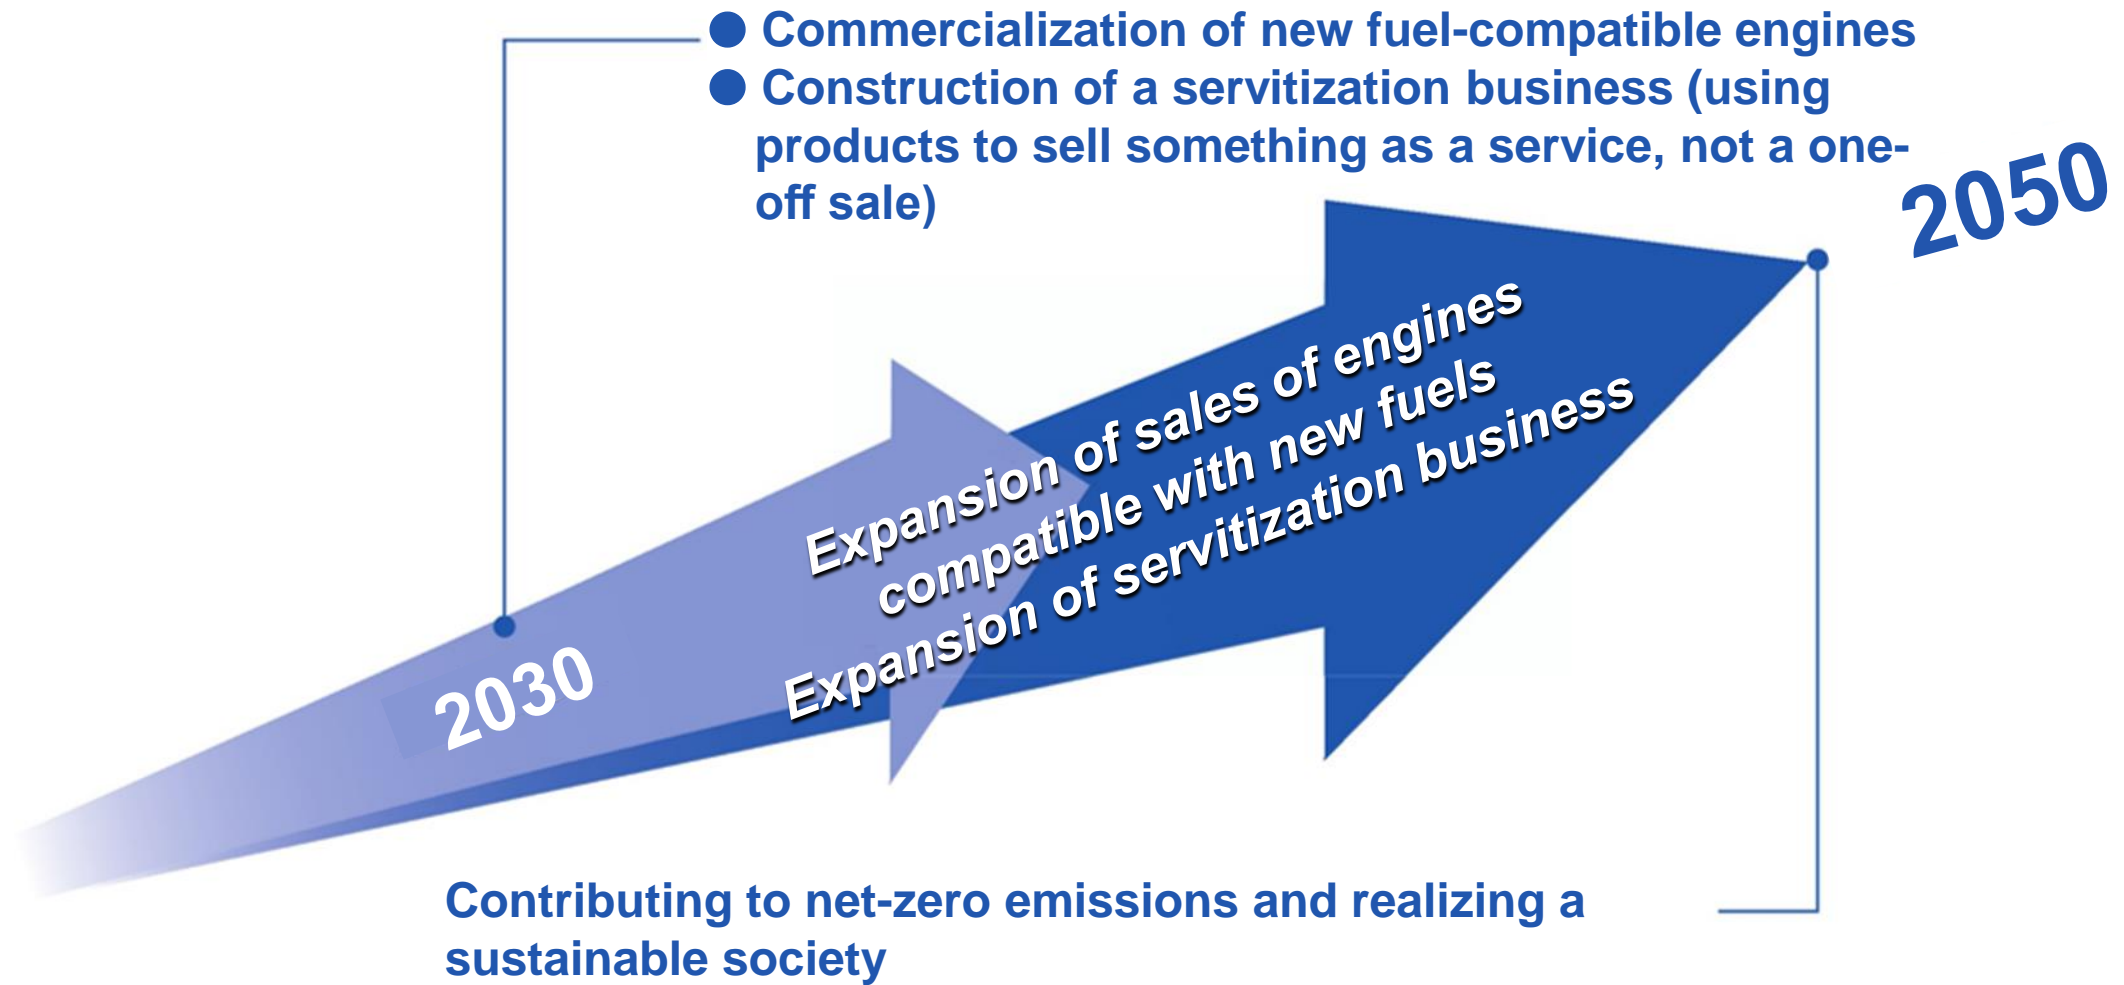 ● Commercialization of new fuel-compatible engines
● Construction of a servitization business (using
products to sell something as a service, not a one-
off sale)
2050
Expansion of sales of engines
compatible with new fuels
Expansion of servitization business
2030
Contributing to net-zero emissions and realizing a
sustainable society